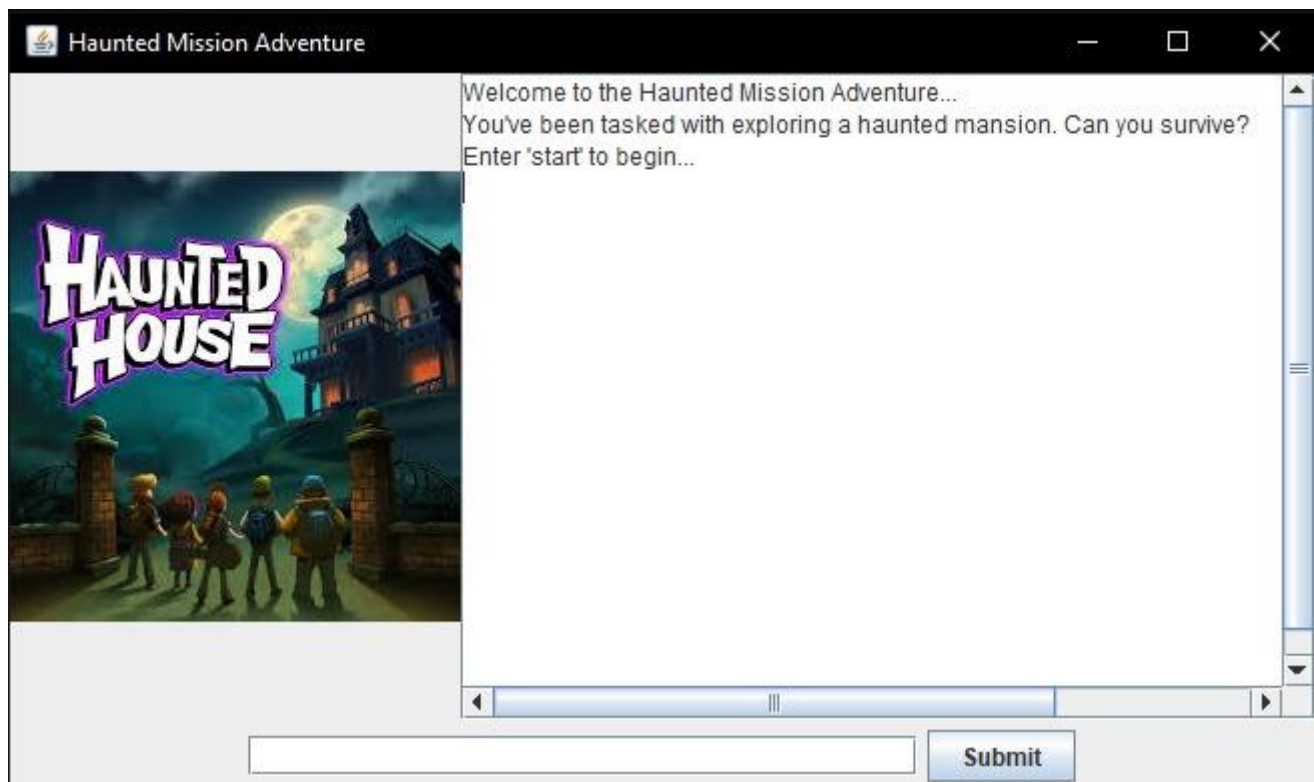 Haunted Mission Adventure
Welcome to the Haunted Mission Adventure...
You've been tasked with exploring a haunted mansion. Can you survive?
Enter 'start' to begin...
HAUNTED
HOUSE
Submit